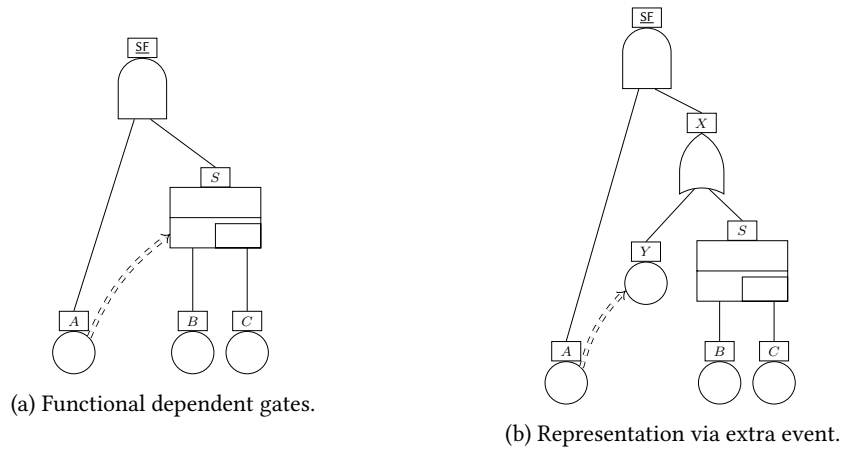 SF
S
A
B
C
(a) Functional dependent gates.
SF
X
Y
S
A
B
C
(b) Representation via extra event.